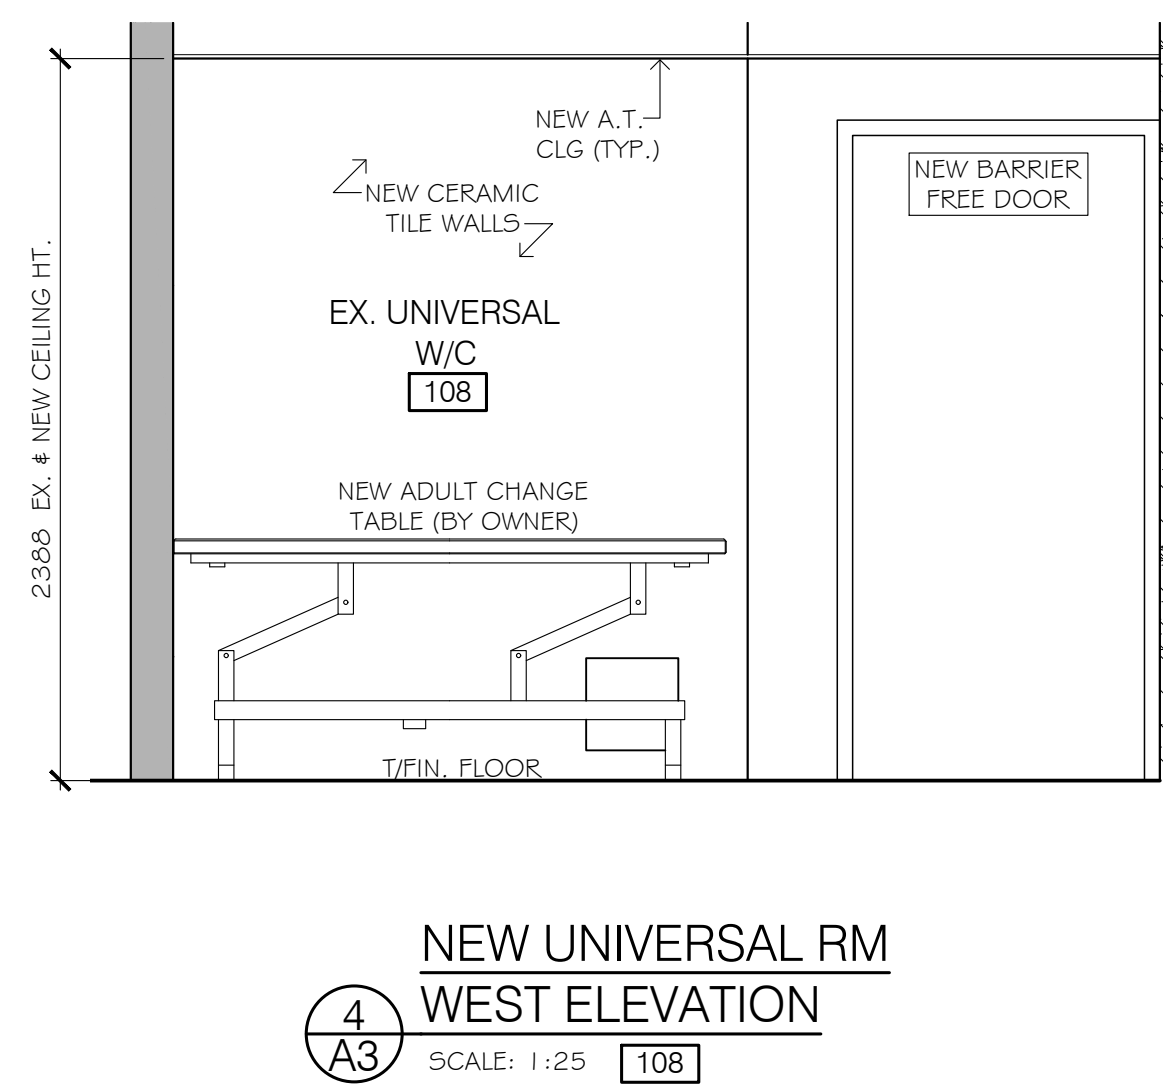 NEW A.T.
CLG (TYP.)
NEW BARRIER
FREE DOOR
NEW CERAMIC
TILE WALLS
2388 EX. & NEW CEILING HT.
EX. UNIVERSAL
W/C
108
NEW ADULT CHANGE
TABLE (BY OWNER)
T/FIN. FLOOR
NEW UNIVERSAL RM
WEST ELEVATION
4
A3
SCALE: 1:25
108